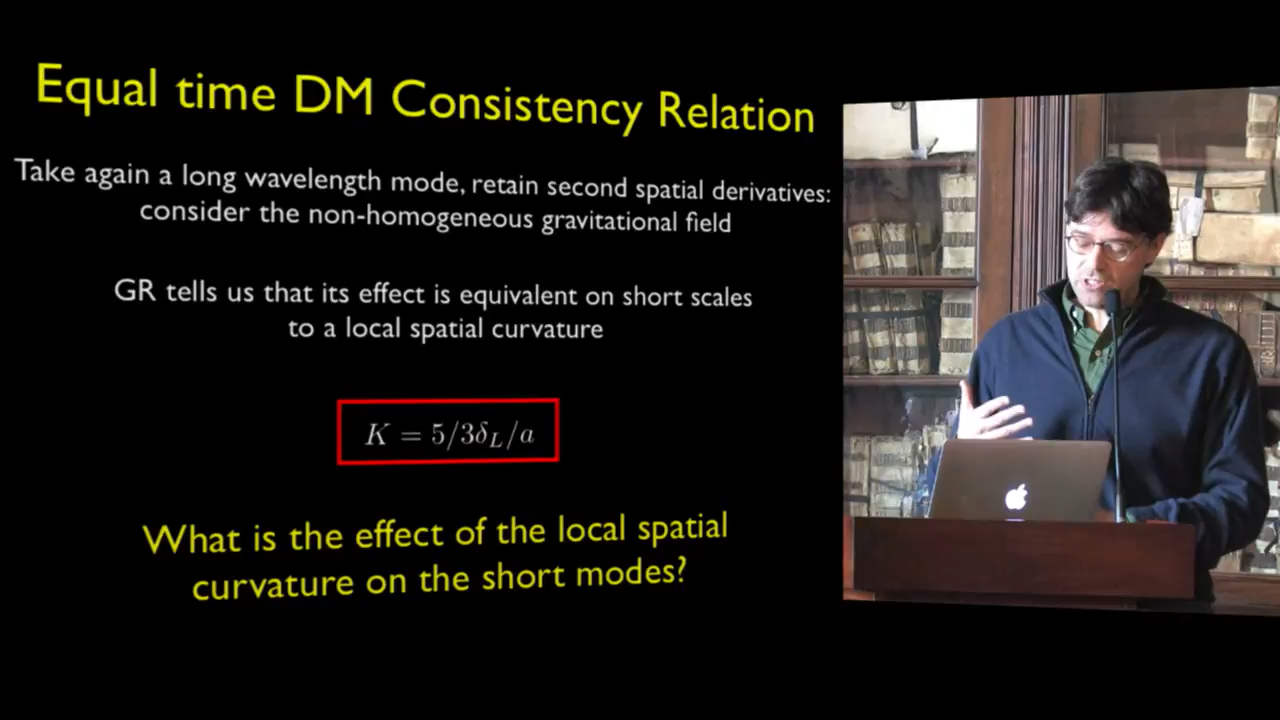 Equal time DM Consistency Relation
Take again a long wavelength mode, retain second spatial derivatives:
consider the non-homogeneous gravitational field
GR tells us that its effect is equivalent on short scales
to a local spatial curvature
K = 5/3δ_L/a
What is the effect of the local spatial
curvature on the short modes?